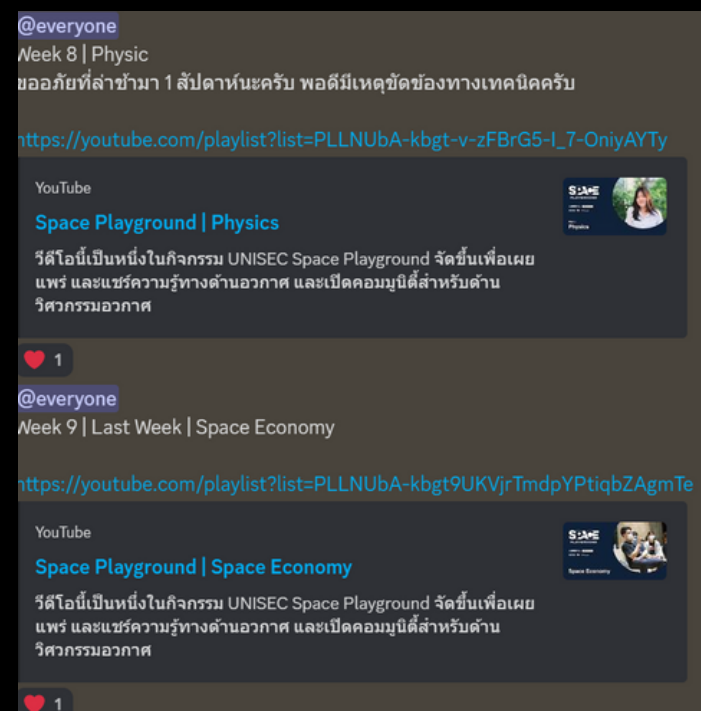 @everyone
Week 8 | Physic
ขออภัยที่ล่าช้ามา 1 สัปดาห์นะครับ พอดีมีเหตุขัดข้องทางเทคนิคครับ
https://youtube.com/playlist?list=PLLNUbA-kbgt-v-zFBrG5-I_7-OniyAYTy
YouTube
Space Playground | Physics
SPACE
Physics
วีดีโอนี้เป็นหนึ่งในกิจกรรม UNISEC Space Playground จัดขึ้นเพื่อเผย
แพร่ และแชร์ความรู้ทางด้านอวกาศ และเปิดคอมมูนิตี้สำหรับด้าน
วิศวกรรมอวกาศ
1
@everyone
Week 9 | Last Week | Space Economy
https://youtube.com/playlist?list=PLLNUbA-kbgt9UKVjrTmdpYPtiqbZAgmTe
YouTube
Space Playground | Space Economy
SPACE
Space Economy
วีดีโอนี้เป็นหนึ่งในกิจกรรม UNISEC Space Playground จัดขึ้นเพื่อเผย
แพร่ และแชร์ความรู้ทางด้านอวกาศ และเปิดคอมมูนิตี้สำหรับด้าน
วิศวกรรมอวกาศ
1